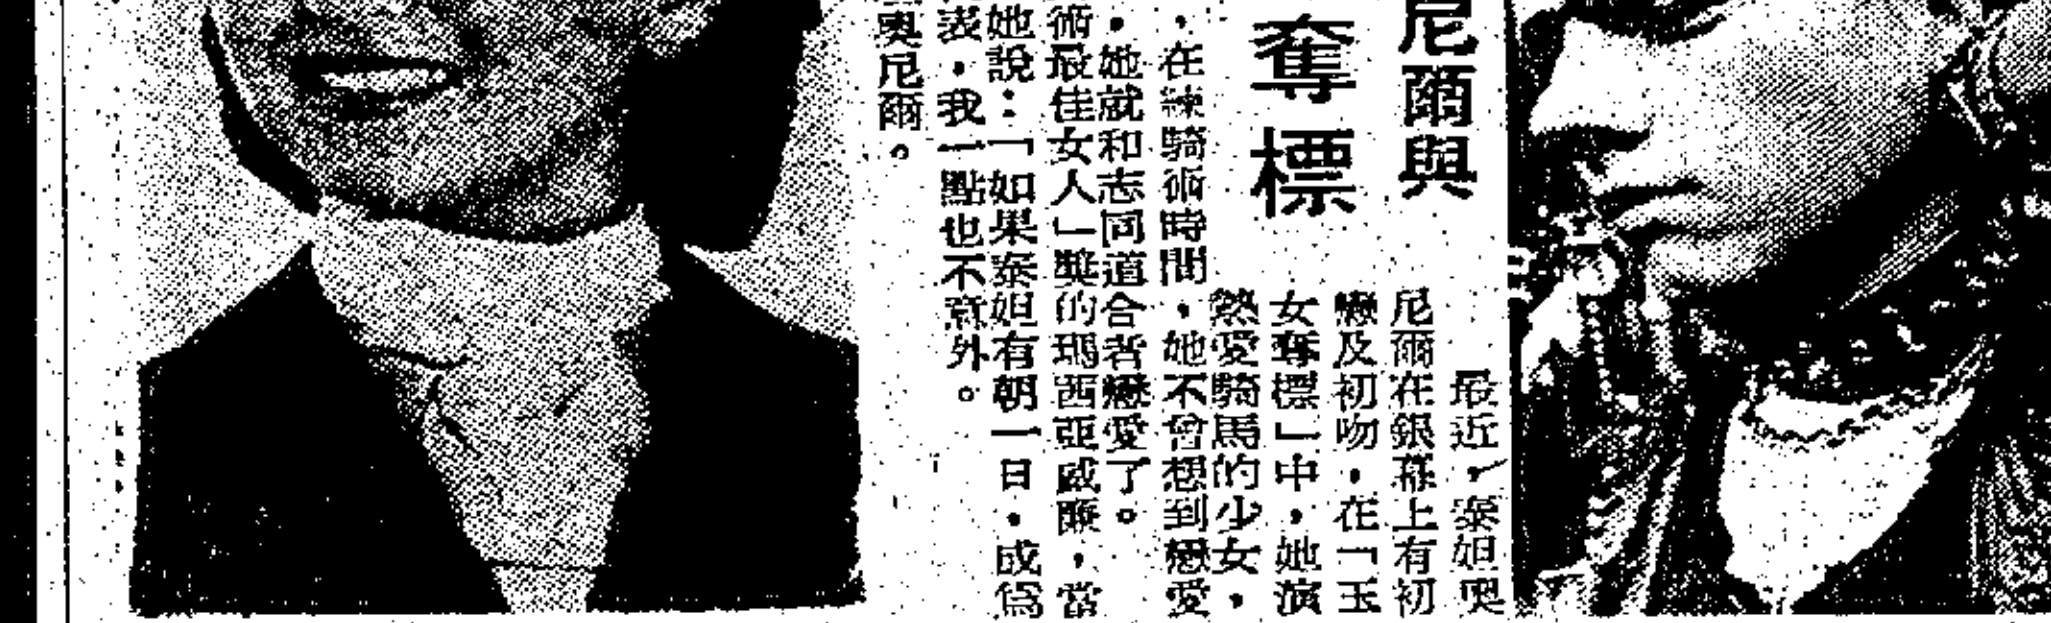 尼爾與
奪標
最近，泰妲奧
尼爾在銀幕上有初
戀及初吻，在「玉
女奪標」中，她演
熱愛騎馬的少女，
，在練騎術時間，她不曾想到戀愛
，她就和志同道合者戀愛了。
術最佳女人」獎的瑪西亞威廉，當
她說：「如果泰妲有朝一日，成為
表，我一點也不意外。
奧尼爾。